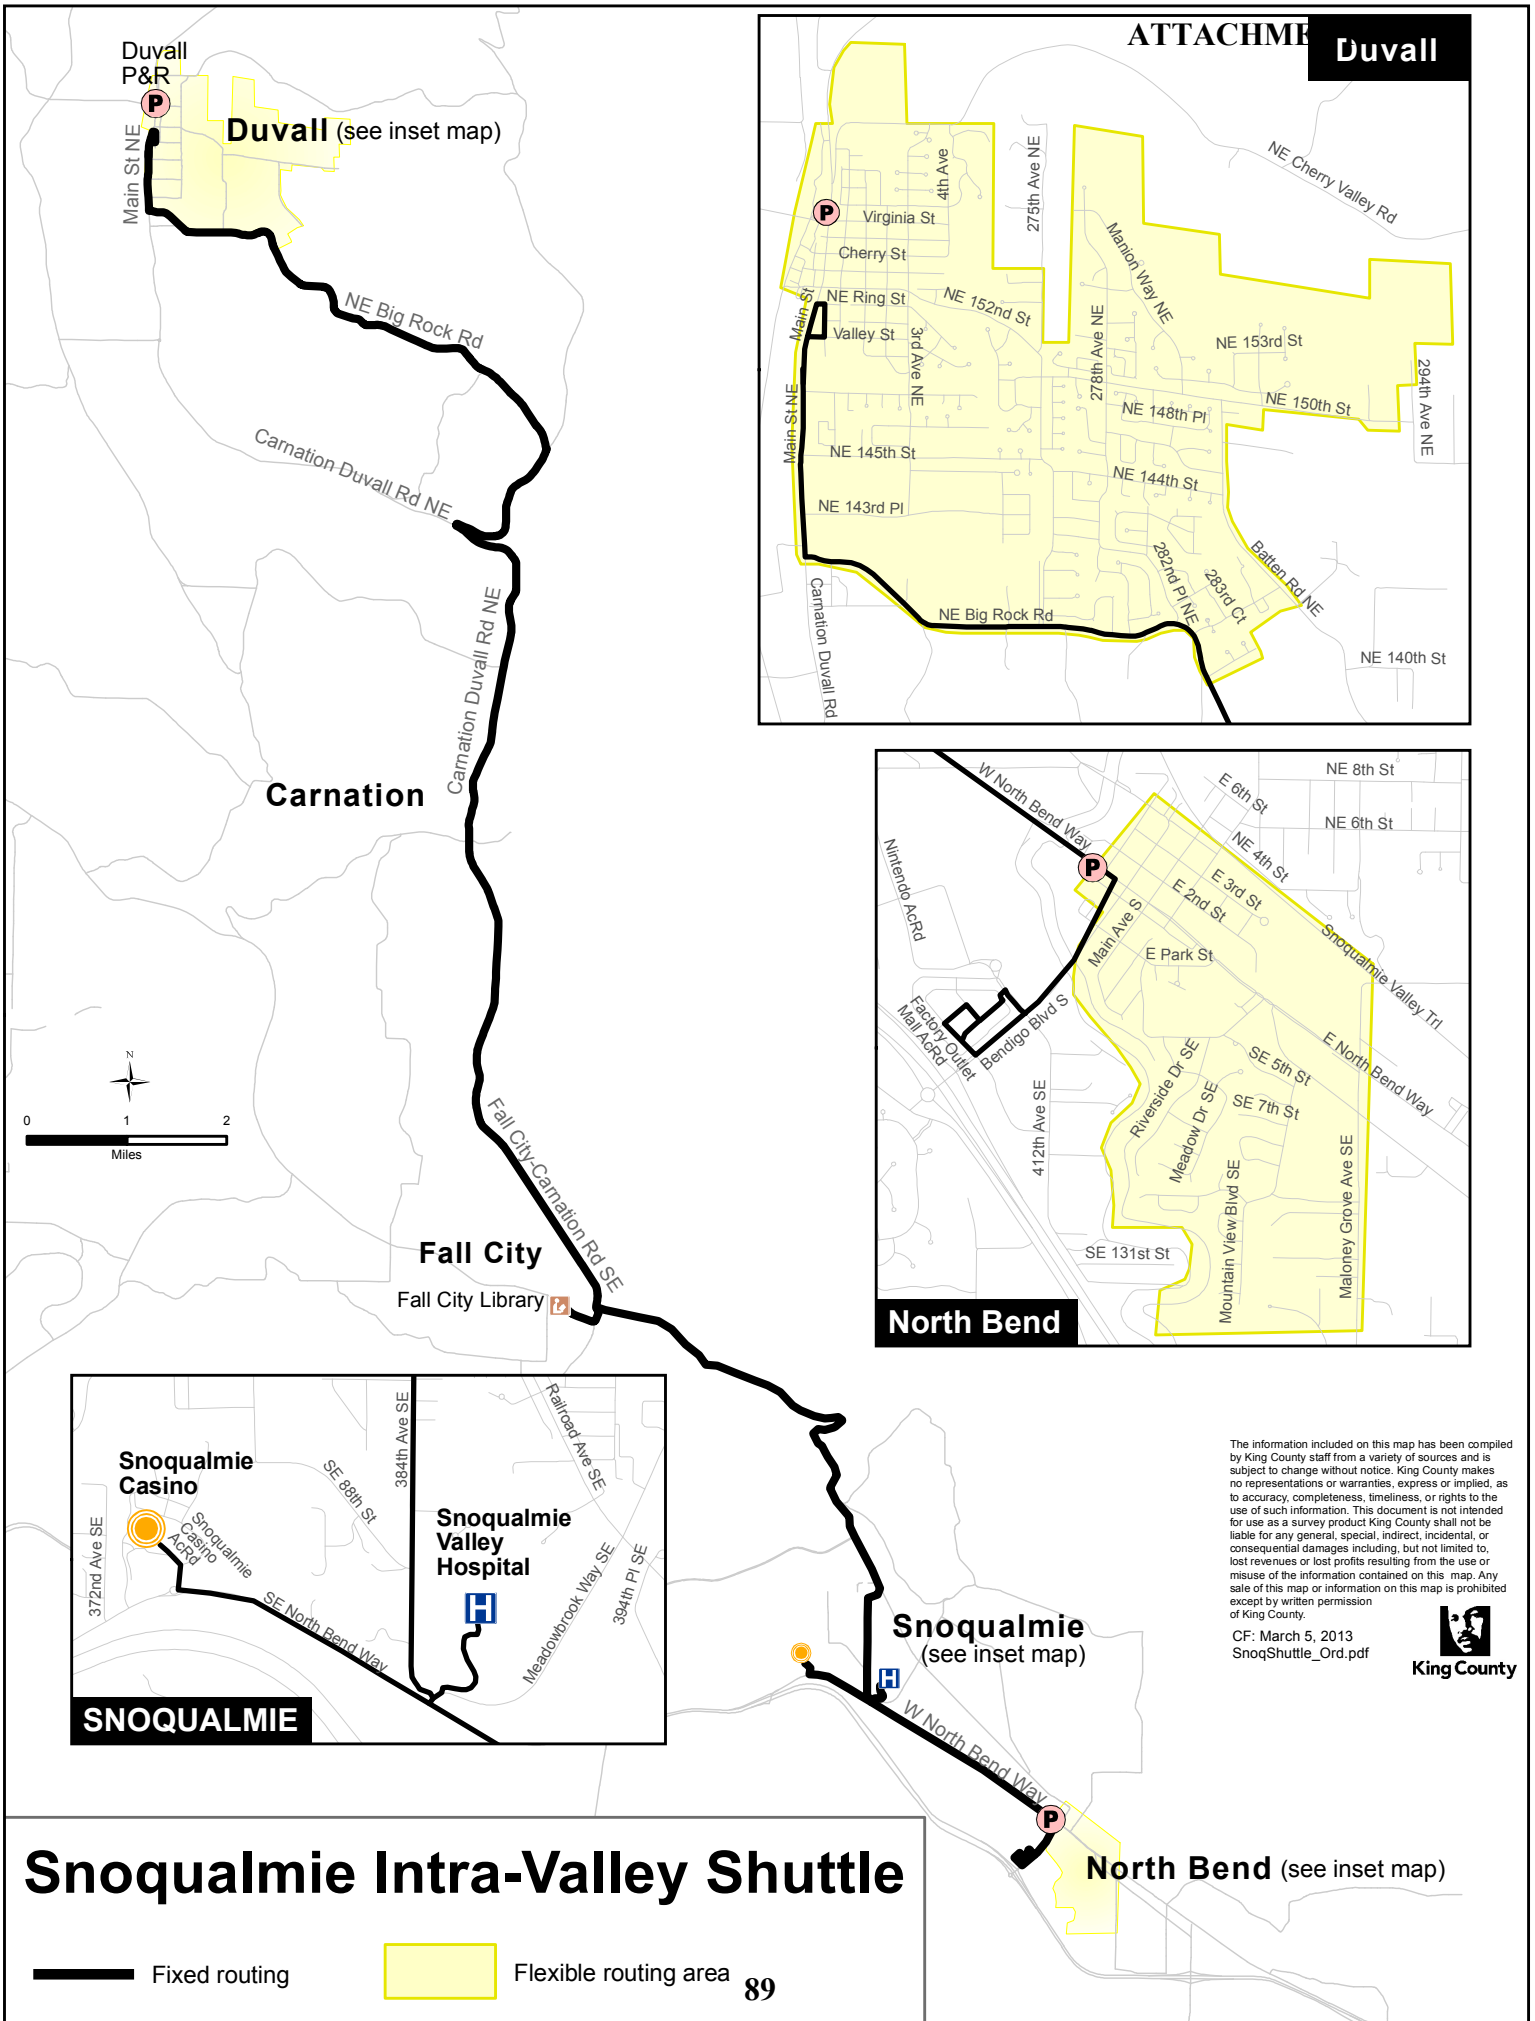 ATTACHME
Duvall
P&R
P
Main St NE
Duvall (see inset map)
NE Big Rock Rd
Carnation Duvall Rd NE
Carnation Duvall Rd NE
Carnation
N
0 1 2
Miles
Fall City-Carnation Rd SE
Fall City
Fall City Library
Snoqualmie
(see inset map)
H
W North Bend Way
P
North Bend (see inset map)
Duvall
P
4th Ave
275th Ave NE
NE Cherry Valley Rd
Virginia St
Cherry St
Manion Way NE
Main St
NE Ring St
NE 152nd St
Valley St
3rd Ave NE
278th Ave NE
NE 153rd St
294th Ave NE
Main St NE
NE 148th Pl
NE 150th St
NE 145th St
NE 144th St
NE 143rd Pl
282nd Pl NE
283rd Ct
Batten Rd NE
Carnation Duvall Rd
NE Big Rock Rd
NE 140th St
W North Bend Way
NE 8th St
E 6th St
NE 6th St
Nintendo AcRd
P
NE 4th St
E 3rd St
E 2nd St
Main Ave S
Snoqualmie Valley Trl
E Park St
Factory Outlet
Mall AcRd
Bendigo Blvd S
E North Bend Way
SE 5th St
Riverside Dr SE
412th Ave SE
Meadow Dr SE
SE 7th St
Mountain View Blvd SE
Maloney Grove Ave SE
SE 131st St
North Bend
Railroad Ave SE
384th Ave SE
Snoqualmie
Casino
SE 88th St
Snoqualmie
Casino
AcRd
372nd Ave SE
Snoqualmie
Valley
Hospital
H
SE North Bend Way
Meadowbrook Way SE
394th Pl SE
SNOQUALMIE
The information included on this map has been compiled
by King County staff from a variety of sources and is
subject to change without notice. King County makes
no representations or warranties, express or implied, as
to accuracy, completeness, timeliness, or rights to the
use of such information. This document is not intended
for use as a survey product King County shall not be
liable for any general, special, indirect, incidental, or
consequential damages including, but not limited to,
lost revenues or lost profits resulting from the use or
misuse of the information contained on this map. Any
sale of this map or information on this map is prohibited
except by written permission
of King County.
CF: March 5, 2013
SnoqShuttle_Ord.pdf
King County
Snoqualmie Intra-Valley Shuttle
Fixed routing
Flexible routing area
89